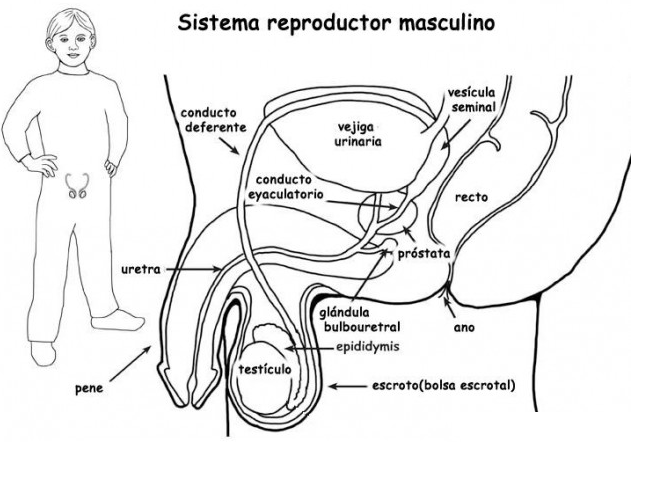 Sistema reproductor masculino
vesícula
seminal
conducto
deferente
vejiga
urinaria
conducto
eyaculatorio
recto
próstata
uretra
glándula
bulbouretral
ano
epididymis
testículo
escroto(bolsa escrotal)
pene